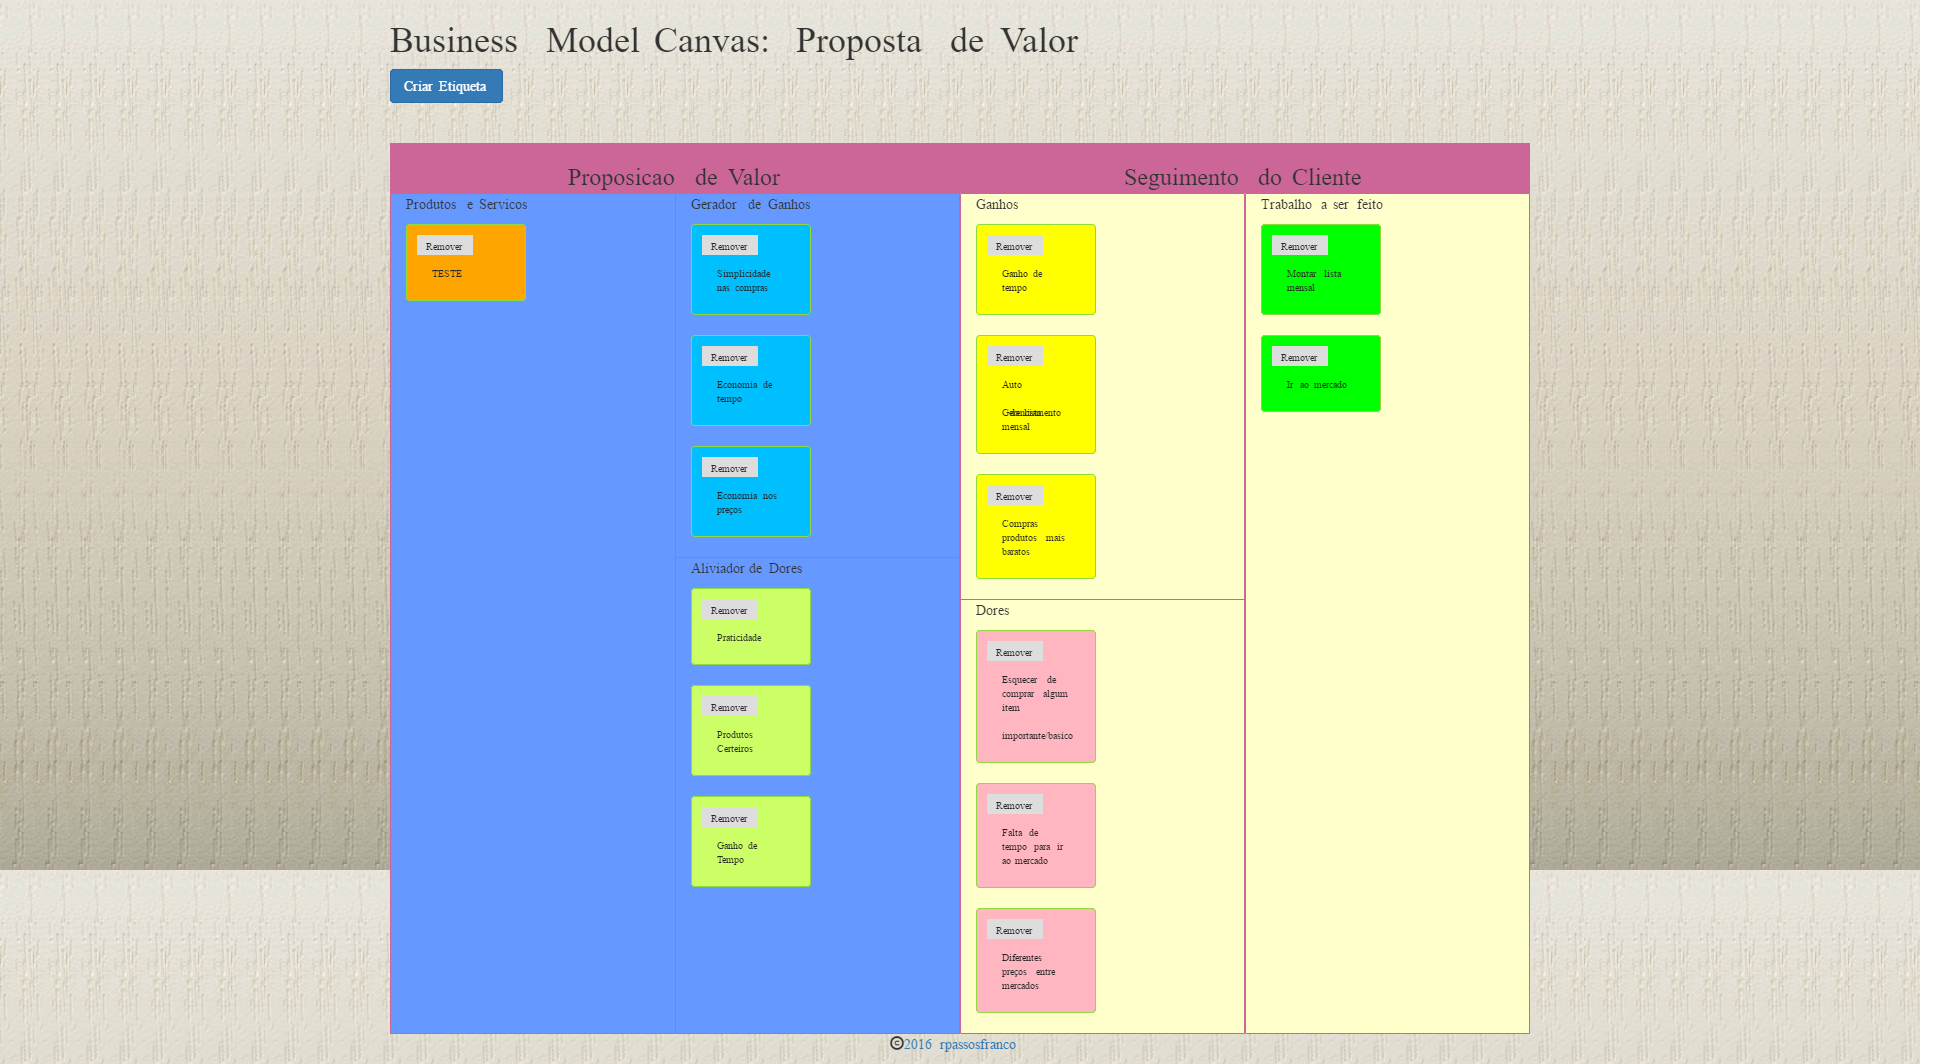 Business Model Canvas: Proposta de Valor
Criar Etiqueta
Proposicao de Valor
Seguimento do Cliente
Produtos e Servicos
Remover
TESTE
Gerador de Ganhos
Remover
Simplicidade
nas compras
Remover
Economia de
tempo
Remover
Economia nos
preços
Aliviador de Dores
Remover
Praticidade
Remover
Produtos
Certeiros
Remover
Ganho de
Tempo
Ganhos
Remover
Ganho de
tempo
Remover
Auto
mensal
Remover
Compras
produtos mais
baratos
Dores
Remover
Esquecer de
comprar algum
item
importante/basico
Remover
Falta de
tempo para ir
ao mercado
Remover
Diferentes
preços entre
mercados
Trabalho a ser feito
Remover
Montar lista
mensal
Remover
Ir ao mercado
©2016 rpassosfranco